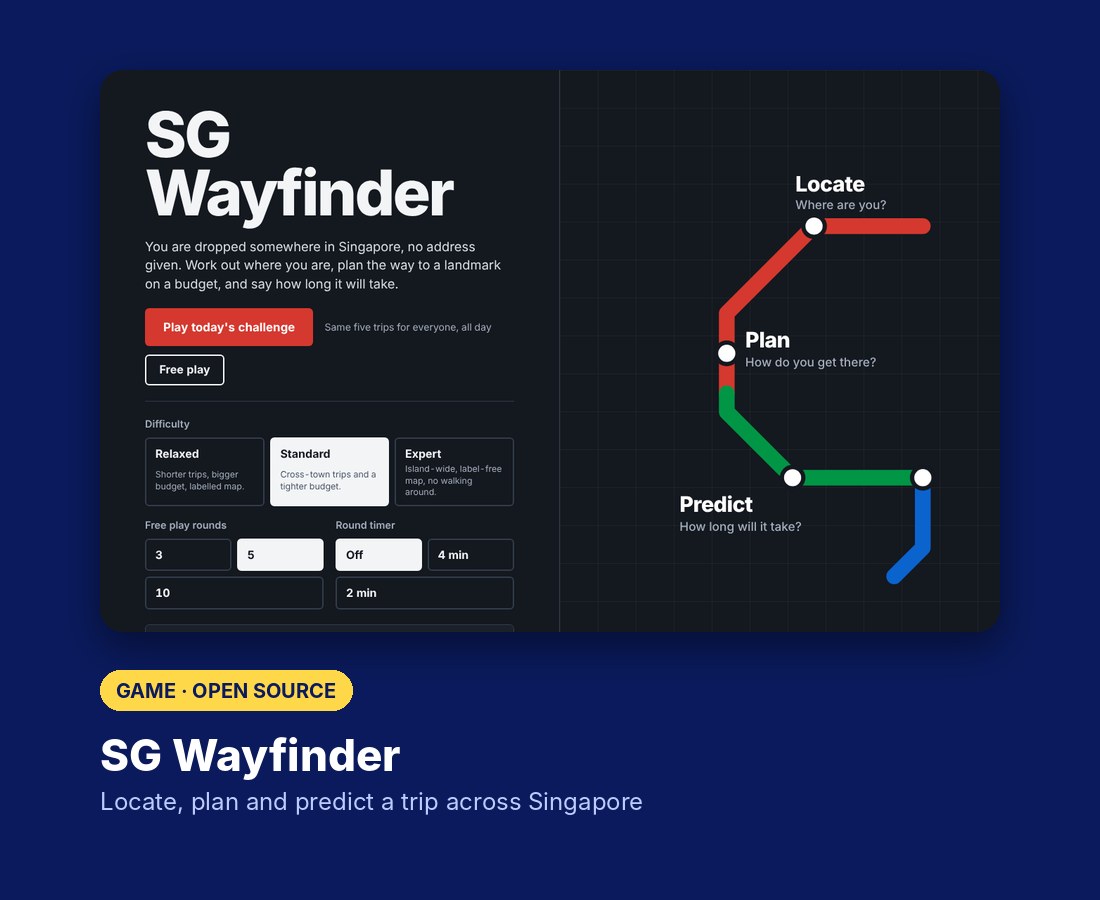 SG
Wayfinder
You are dropped somewhere in Singapore, no address
given. Work out where you are, plan the way to a landmark
on a budget, and say how long it will take.
Play today's challenge
Same five trips for everyone, all day
Free play
Difficulty
Relaxed
Shorter trips, bigger
budget, labelled map.
Standard
Cross-town trips and a
tighter budget.
Expert
Island-wide, label-free
map, no walking
around.
Free play rounds
3
5
10
Round timer
Off
4 min
2 min
Locate
Where are you?
Plan
How do you get there?
Predict
How long will it take?
GAME · OPEN SOURCE
SG Wayfinder
Locate, plan and predict a trip across Singapore